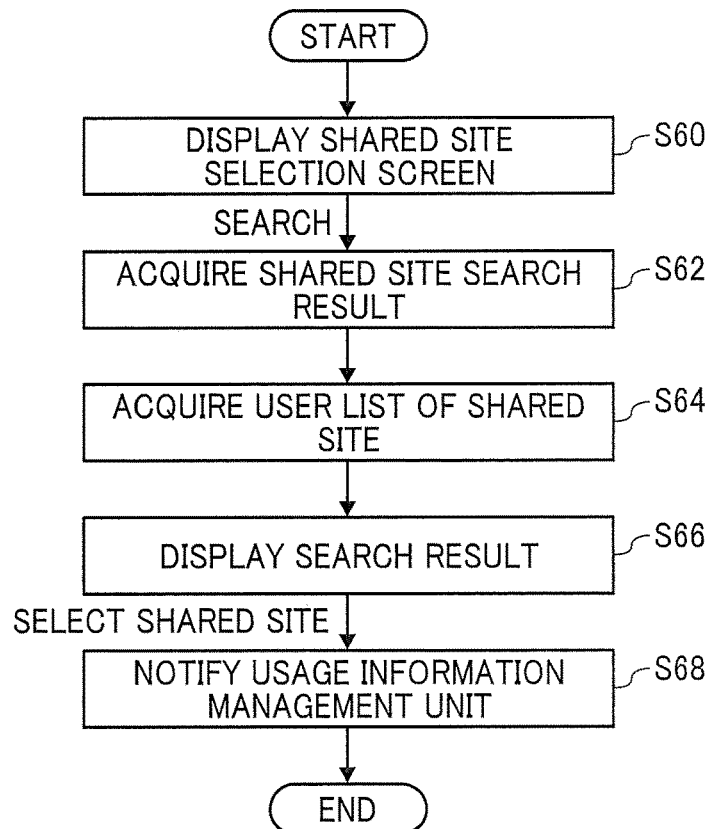 START
DISPLAY SHARED SITE
SELECTION SCREEN
S60
SEARCH
ACQUIRE SHARED SITE SEARCH
RESULT
S62
ACQUIRE USER LIST OF SHARED
SITE
S64
DISPLAY SEARCH RESULT
S66
SELECT SHARED SITE
NOTIFY USAGE INFORMATION
MANAGEMENT UNIT
S68
END